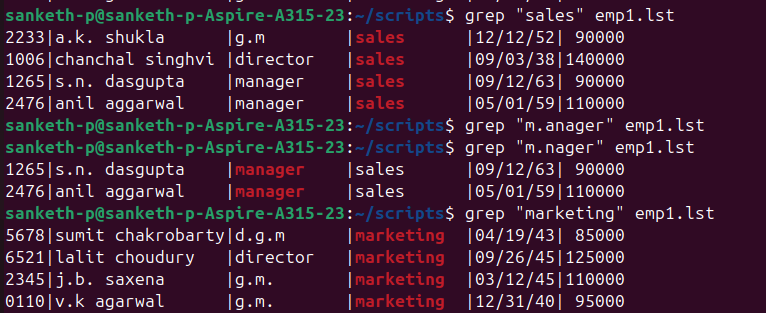 sanketh-p@sanketh-p-Aspire-A315-23:~/scripts$ grep "sales" emp1.lst
2233|a.k. shukla     |g.m       |sales     |12/12/52| 90000
1006|chanchal singhvi |director  |sales     |09/03/38|140000
1265|s.n. dasgupta   |manager   |sales     |09/12/63| 90000
2476|anil aggarwal   |manager   |sales     |05/01/59|110000
sanketh-p@sanketh-p-Aspire-A315-23:~/scripts$ grep "m.anager" emp1.lst
sanketh-p@sanketh-p-Aspire-A315-23:~/scripts$ grep "m.nager" emp1.lst
1265|s.n. dasgupta   |manager   |sales     |09/12/63| 90000
2476|anil aggarwal   |manager   |sales     |05/01/59|110000
sanketh-p@sanketh-p-Aspire-A315-23:~/scripts$ grep "marketing" emp1.lst
5678|sumit chakrobarty|d.g.m     |marketing |04/19/43| 85000
6521|lalit choudury  |director  |marketing |09/26/45|125000
2345|j.b. saxena     |g.m.      |marketing |03/12/45|110000
0110|v.k agarwal     |g.m.      |marketing |12/31/40| 95000